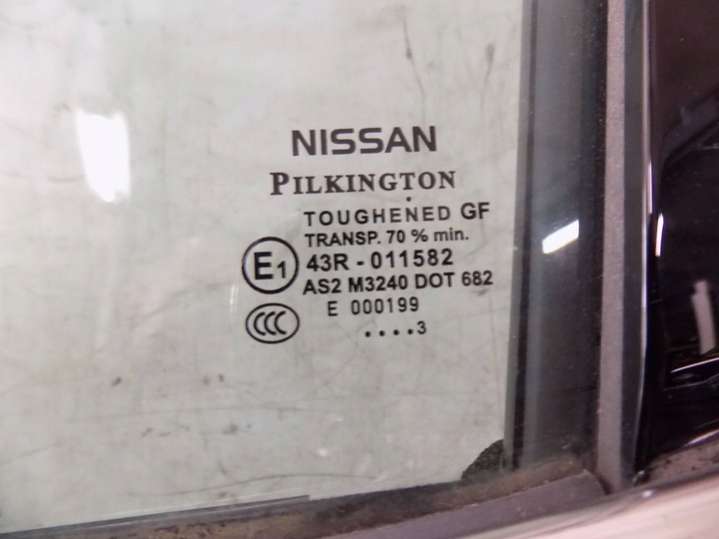 NISSAN
PILKINGTON
TOUGHENED GF
TRANSP. 70 % min.
E1 43R - 011582
AS2 M3240 DOT 682
E 000199
CCC
....3